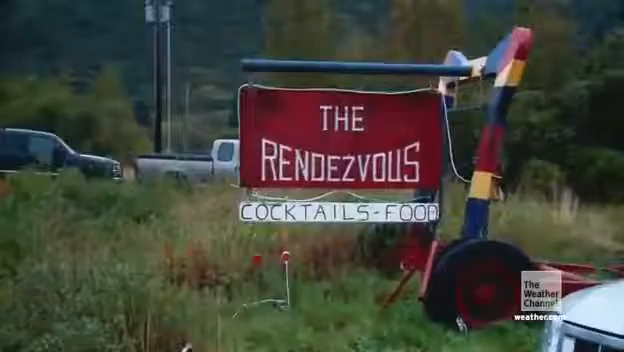 THE
RENDEZVOUS
COCKTAILS-FOOD
The
Weather
Channel
weather.com